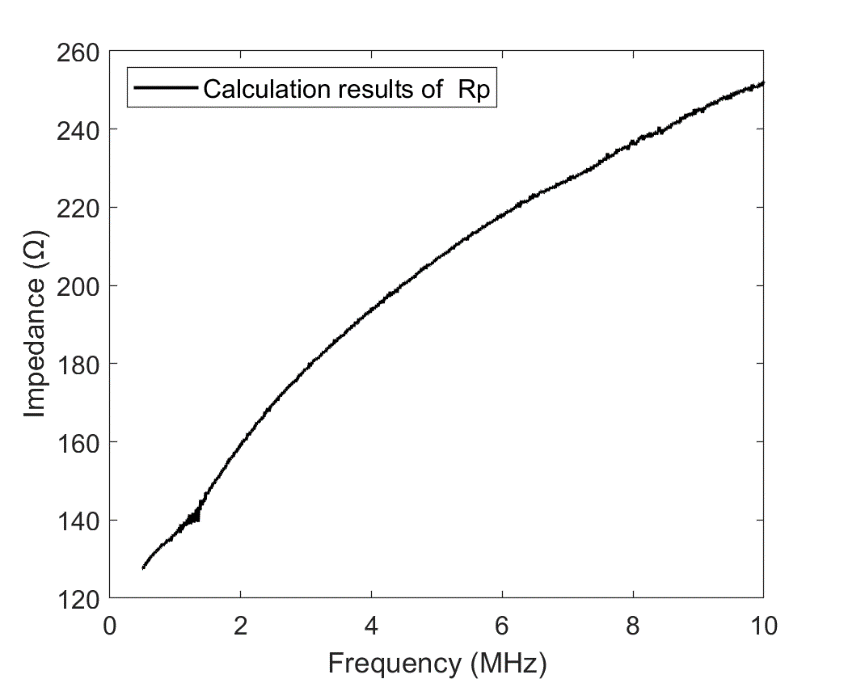 260
240
220
200
180
160
140
120
Calculation results of  Rp
Impedance (Ω)
0 2 4 6 8 10
Frequency (MHz)